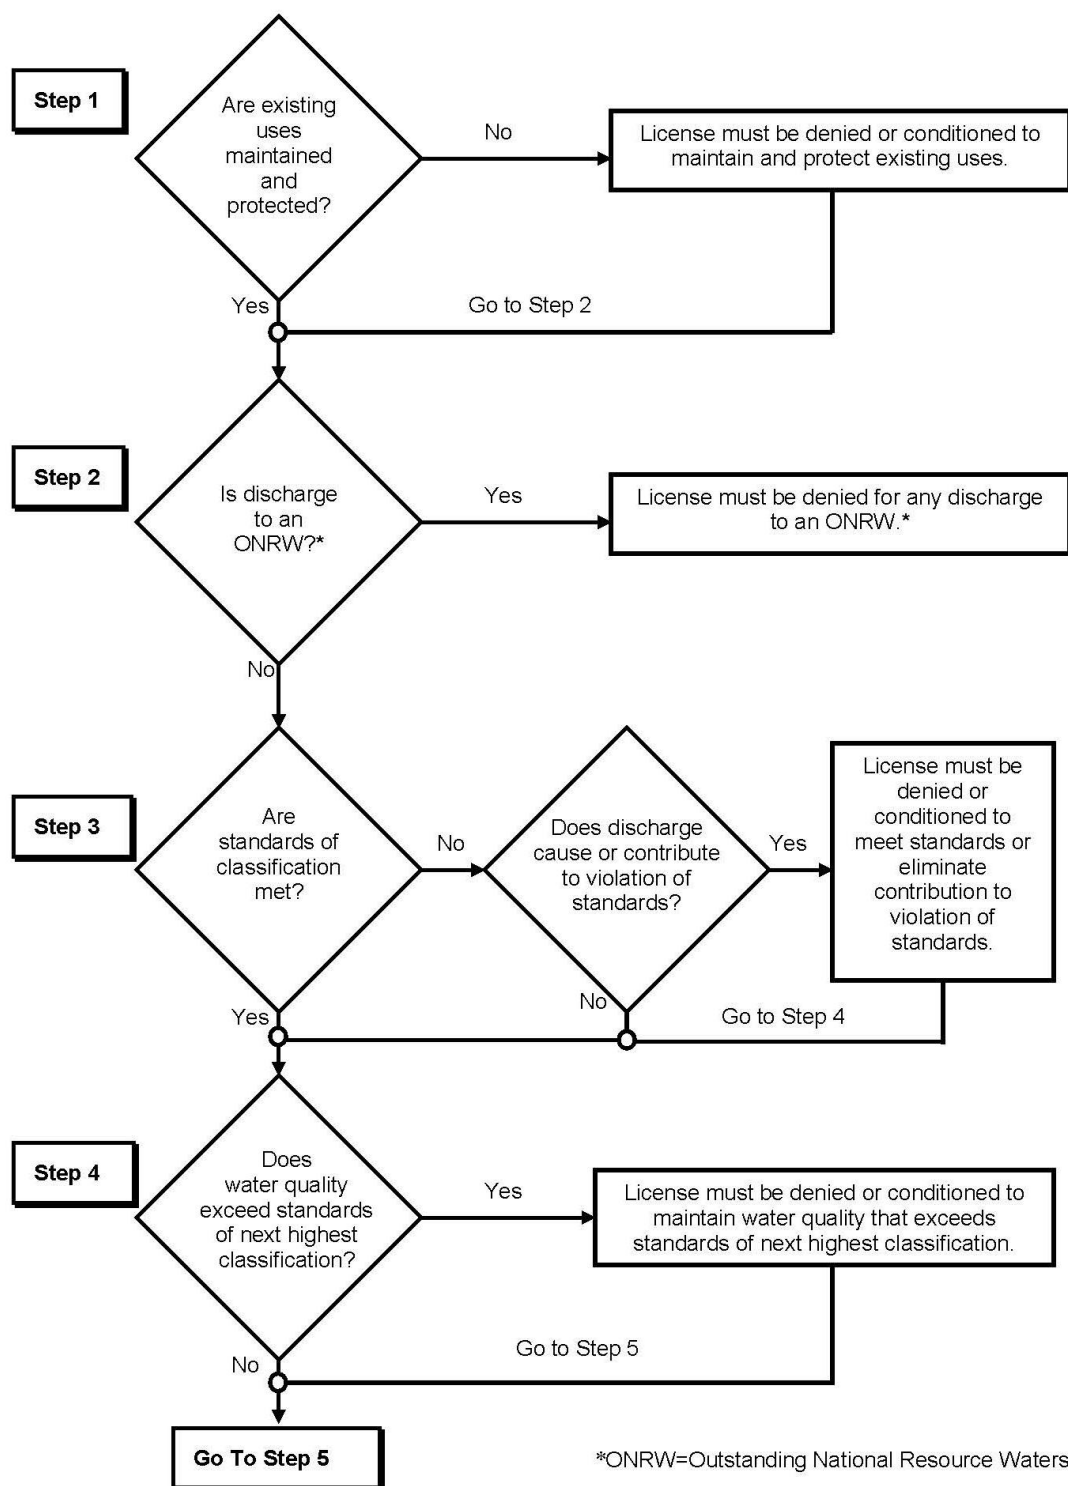 Step 1
Are existing
uses
maintained
and
protected?
No
License must be denied or conditioned to
maintain and protect existing uses.
Yes
Go to Step 2
Step 2
Is discharge
to an
ONRW?*
Yes
License must be denied for any discharge
to an ONRW.*
No
Step 3
Are
standards of
classification
met?
No
Does discharge
cause or contribute
to violation of
standards?
Yes
License must be
denied or
conditioned to
meet standards or
eliminate
contribution to
violation of
standards.
Yes
No
Go to Step 4
Step 4
Does
water quality
exceed standards
of next highest
classification?
Yes
License must be denied or conditioned to
maintain water quality that exceeds
standards of next highest classification.
No
Go to Step 5
Go To Step 5
*ONRW=Outstanding National Resource Waters